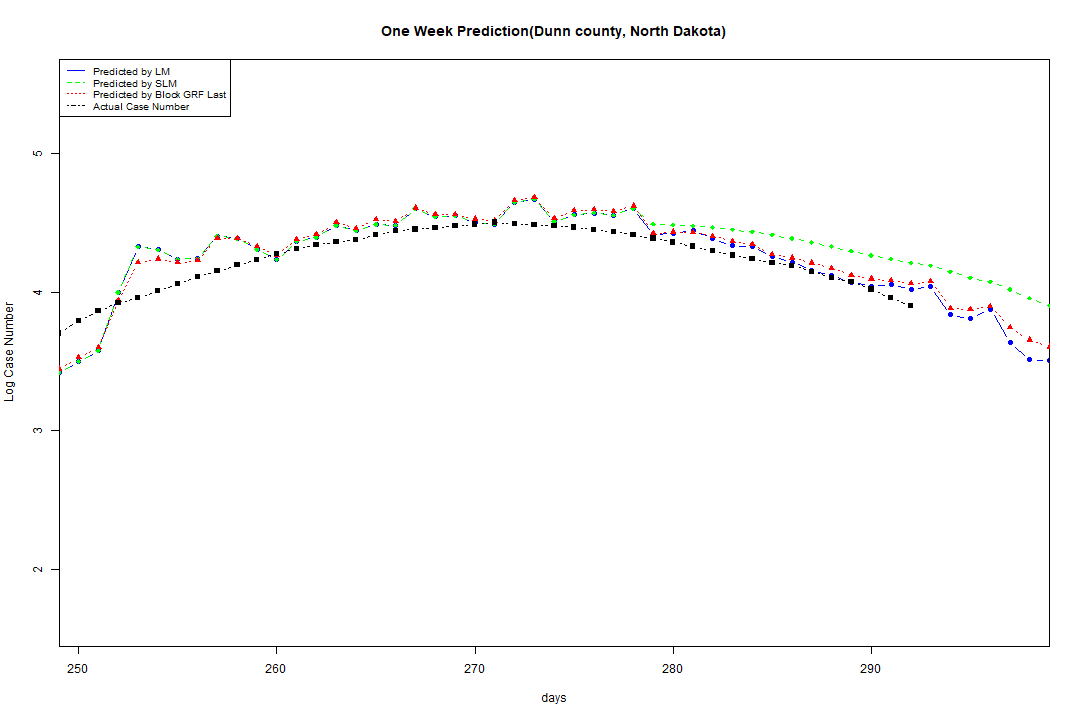 One Week Prediction(Dunn county, North Dakota)
Predicted by LM
Predicted by SLM
Predicted by Block GRF Last
Actual Case Number
5
4
3
2
Log Case Number
250 260 270 280 290
days